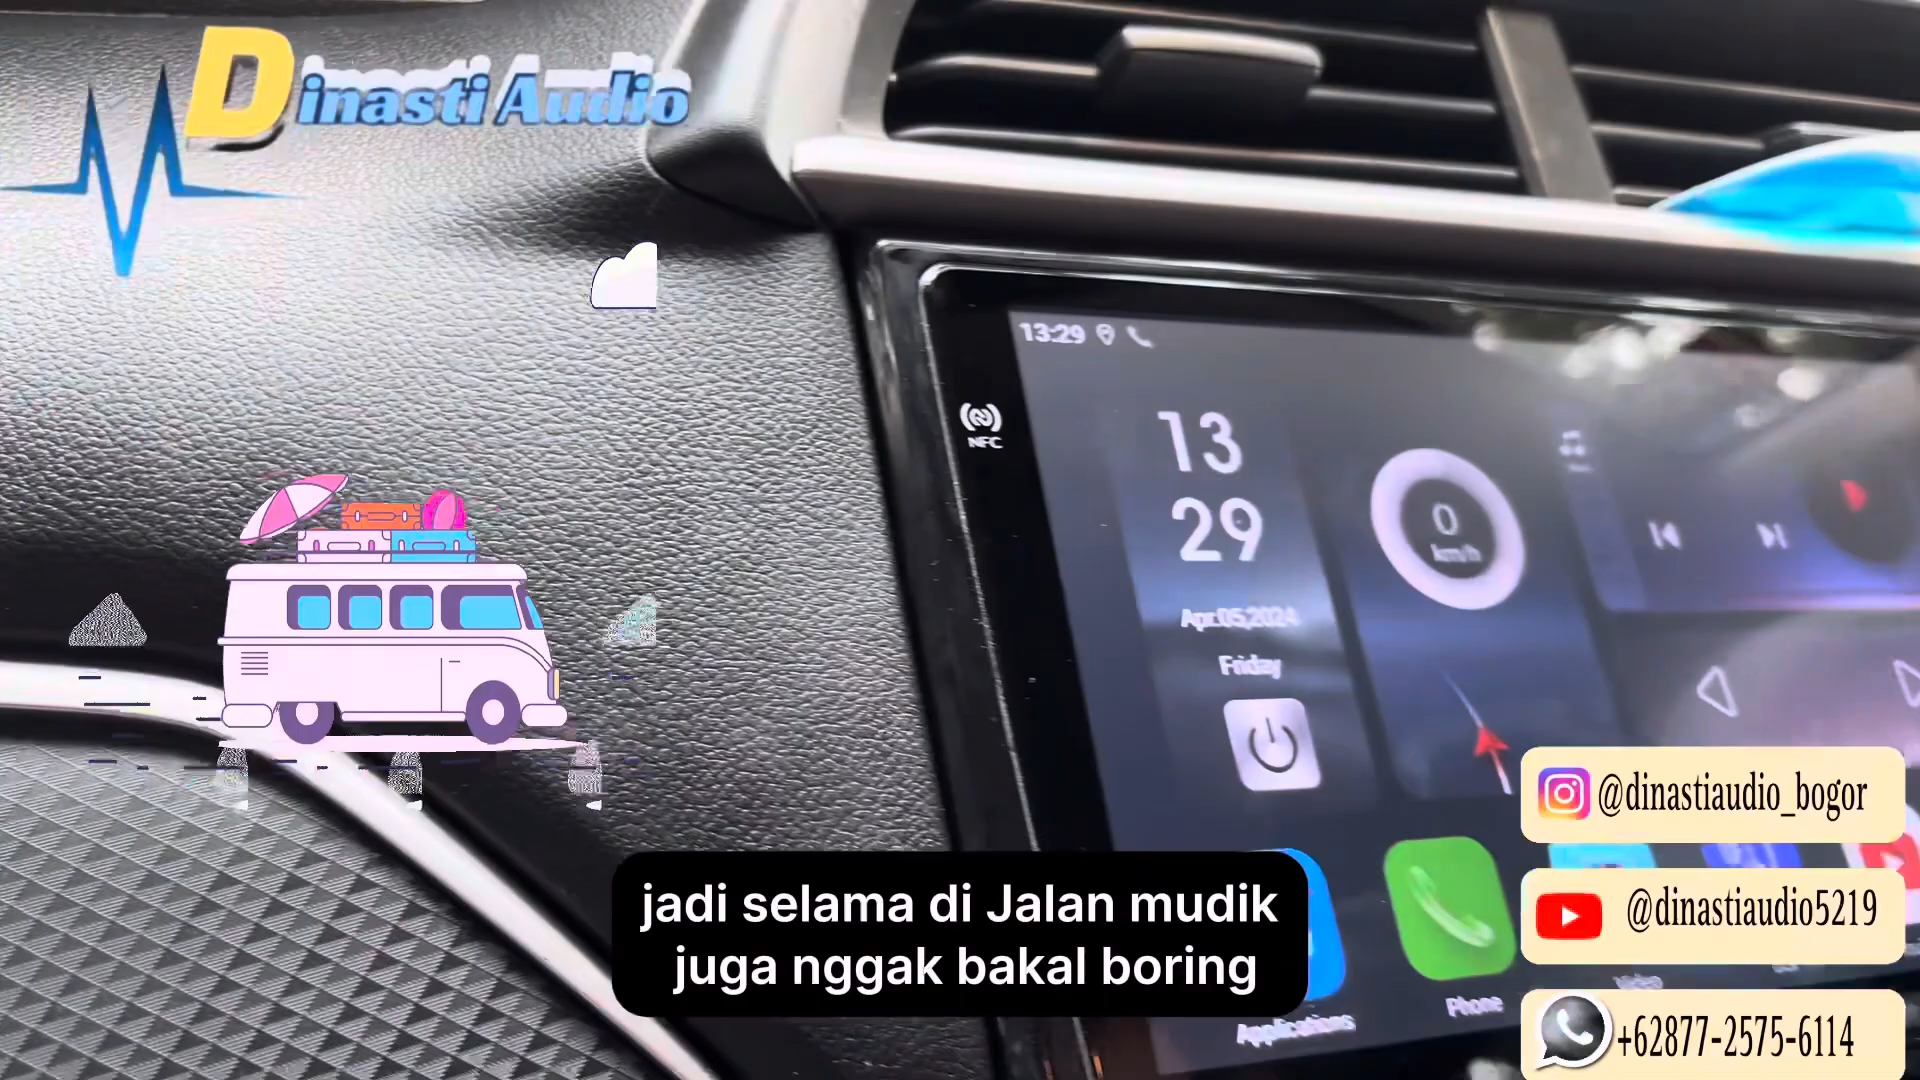 Dinasti Audio
13:29
NFC
13
29
Apr.05,2024
Friday
0
km/h
@dinastiaudio_bogor
@dinastiaudio5219
+62877-2575-6114
jadi selama di Jalan mudik
juga nggak bakal boring
Applications
Phone
Video